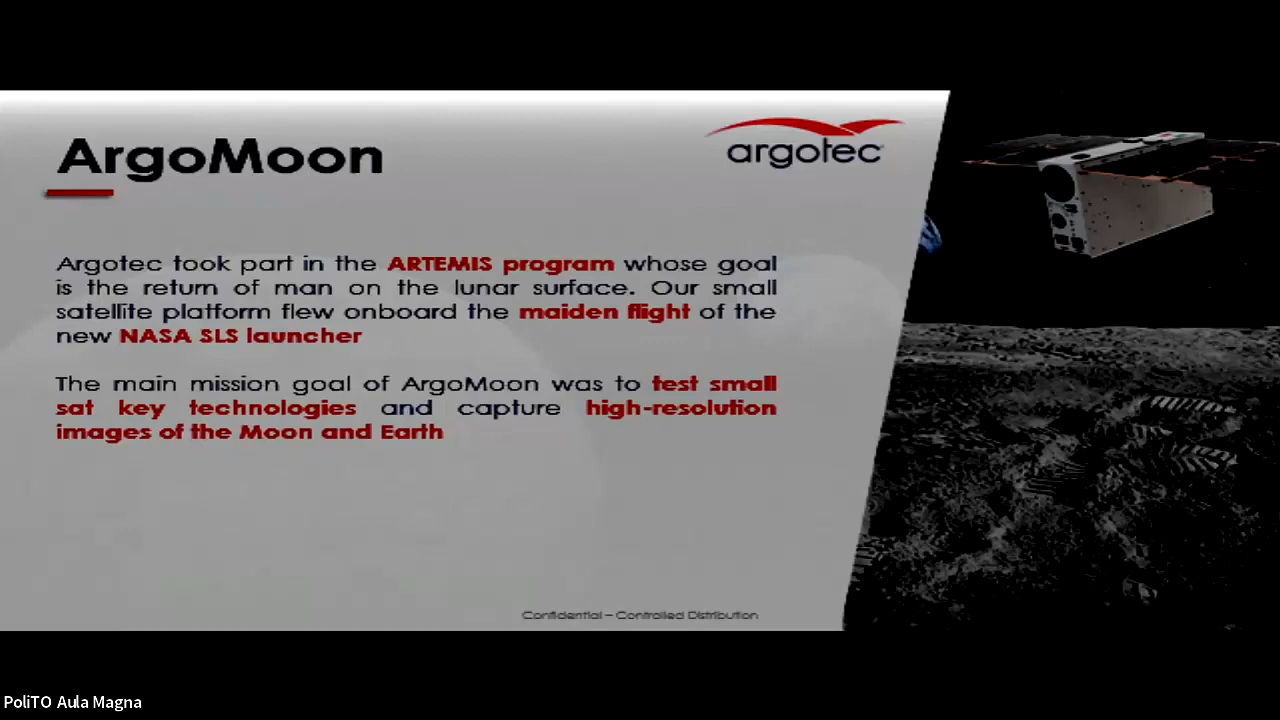 ArgoMoon
argotec
Argotec took part in the ARTEMIS program whose goal
is the return of man on the lunar surface. Our small
satellite platform flew onboard the maiden flight of the
new NASA SLS launcher
The main mission goal of ArgoMoon was to test small
sat key technologies and capture high-resolution
images of the Moon and Earth
Confidential – Controlled Distribution
PoliTO Aula Magna